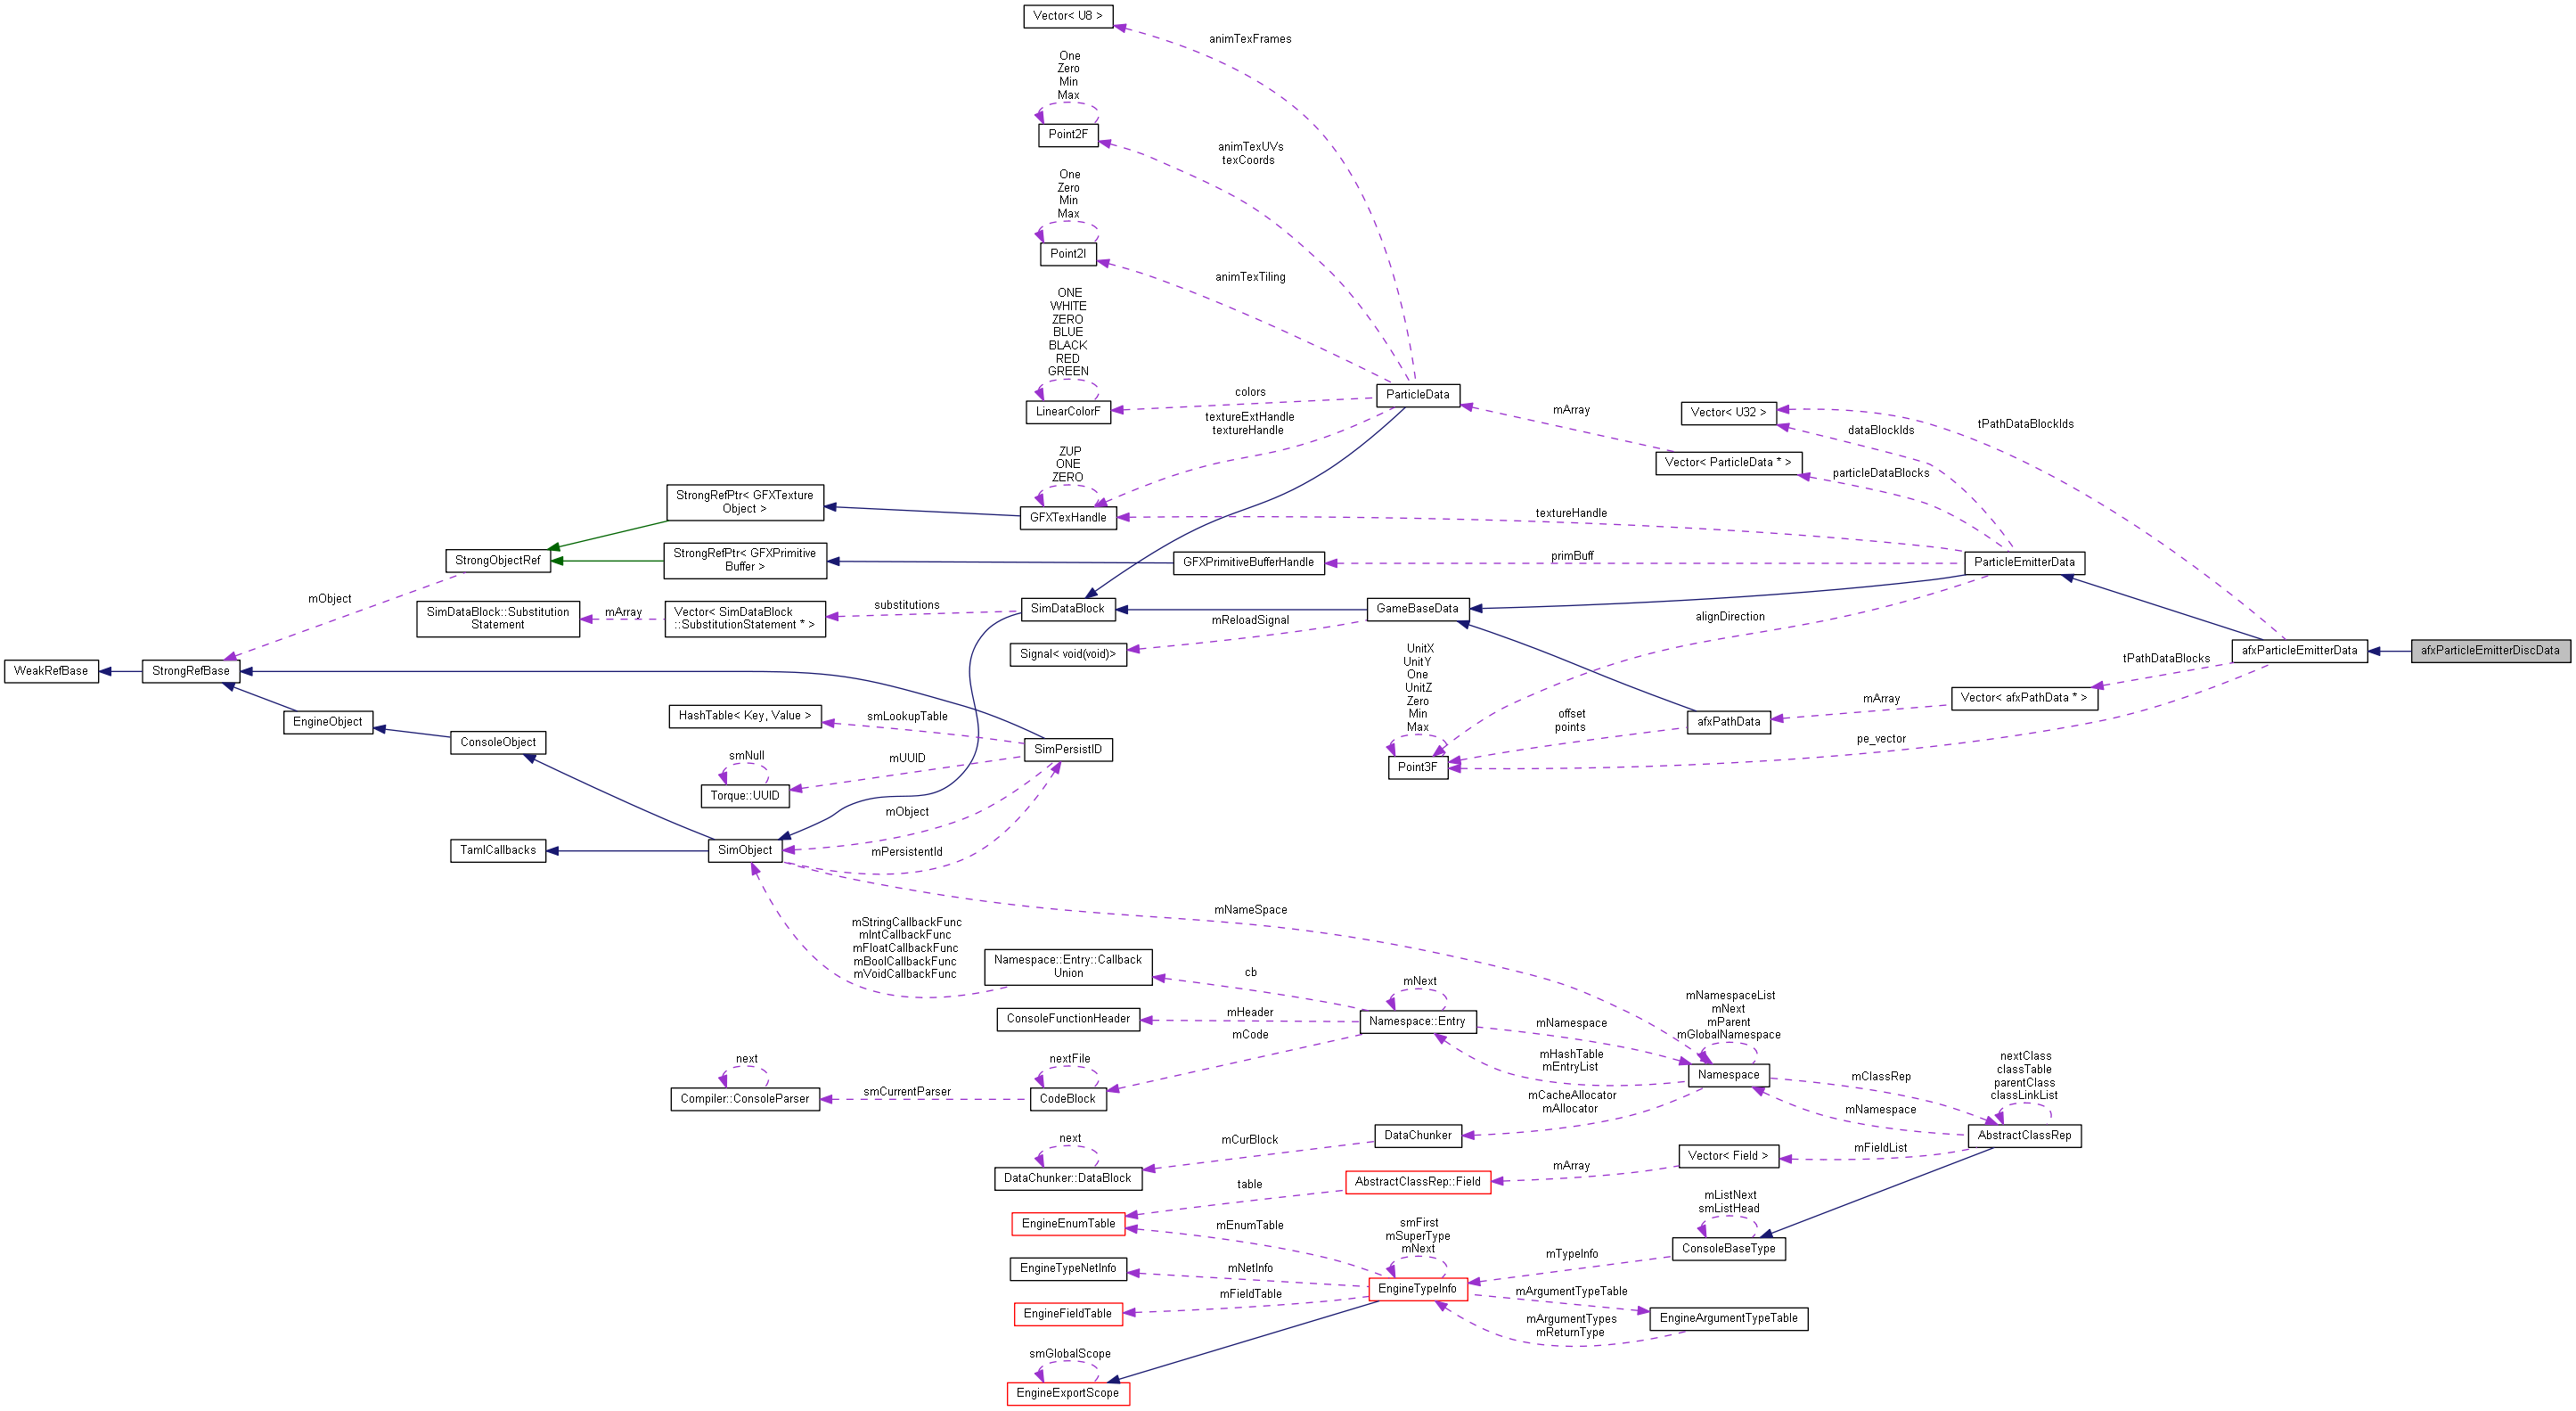 Vector< U8 >
animTexFrames
One
Zero
Min
Max
Point2F
animTexUVs
texCoords
One
Zero
Min
Max
Point2I
animTexTiling
ONE
WHITE
ZERO
BLUE
BLACK
RED
GREEN
LinearColorF
colors
ParticleData
textureExtHandle
textureHandle
mArray
Vector< U32 >
tPathDataBlockIds
dataBlockIds
Vector< ParticleData * >
particleDataBlocks
ZUP
ONE
ZERO
GFXTexHandle
StrongRefPtr< GFXTexture
Object >
textureHandle
StrongObjectRef
StrongRefPtr< GFXPrimitive
Buffer >
GFXPrimitiveBufferHandle
primBuff
ParticleEmitterData
mObject
SimDataBlock::Substitution
Statement
mArray
Vector< SimDataBlock
::SubstitutionStatement * >
substitutions
SimDataBlock
GameBaseData
mReloadSignal
Signal< void(void)>
alignDirection
afxParticleEmitterData
afxParticleEmitterDiscData
WeakRefBase
StrongRefBase
UnitX
UnitY
One
UnitZ
Zero
Min
Max
Point3F
tPathDataBlocks
Vector< afxPathData * >
mArray
afxPathData
offset
points
pe_vector
EngineObject
ConsoleObject
HashTable< Key, Value >
smLookupTable
SimPersistID
smNull
Torque::UUID
mUUID
mObject
mPersistentId
TamlCallbacks
SimObject
mNameSpace
mStringCallbackFunc
mIntCallbackFunc
mFloatCallbackFunc
mBoolCallbackFunc
mVoidCallbackFunc
Namespace::Entry::Callback
Union
cb
mNext
Namespace::Entry
ConsoleFunctionHeader
mHeader
mCode
mNamespace
mHashTable
mEntryList
mNamespaceList
mNext
mParent
mGlobalNamespace
Namespace
next
Compiler::ConsoleParser
smCurrentParser
nextFile
CodeBlock
mCacheAllocator
mAllocator
mClassRep
mNamespace
nextClass
classTable
parentClass
classLinkList
AbstractClassRep
next
DataChunker::DataBlock
mCurBlock
DataChunker
mFieldList
Vector< Field >
mArray
AbstractClassRep::Field
table
EngineEnumTable
mEnumTable
mListNext
smListHead
ConsoleBaseType
mTypeInfo
smFirst
mSuperType
mNext
EngineTypeInfo
EngineTypeNetInfo
mNetInfo
EngineFieldTable
mFieldTable
mArgumentTypeTable
EngineArgumentTypeTable
mArgumentTypes
mReturnType
smGlobalScope
EngineExportScope